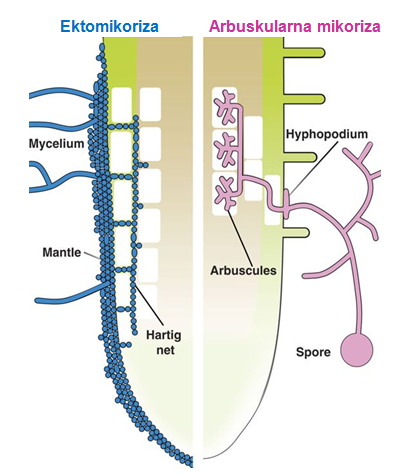 Ektomikoriza
Arbuskularna mikoriza
Mycelium
Mantle
Hartig
net
Hyphopodium
Arbuscules
Spore